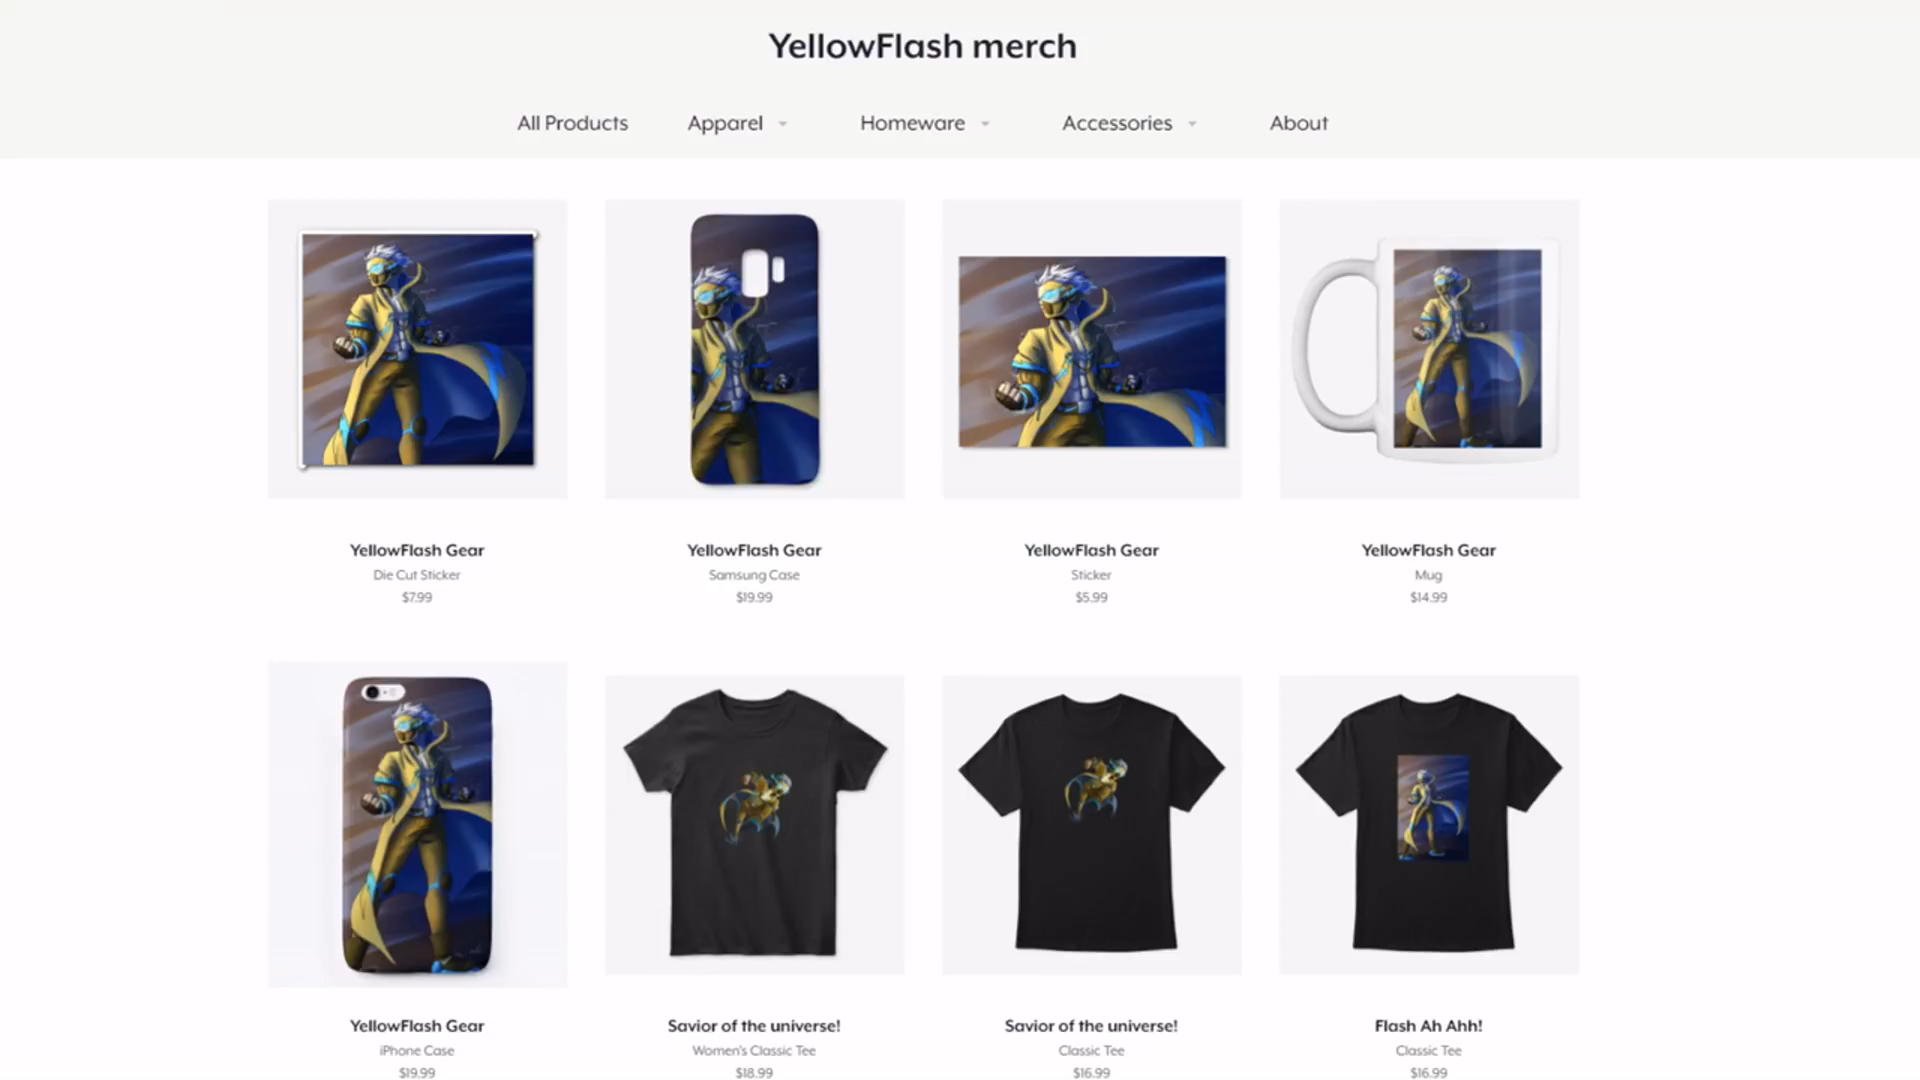 YellowFlash merch
All Products Apparel Homeware Accessories About
YellowFlash Gear
Die Cut Sticker
$7.99
YellowFlash Gear
Samsung Case
$19.99
YellowFlash Gear
Sticker
$5.99
YellowFlash Gear
Mug
$14.99
YellowFlash Gear
iPhone Case
$19.99
Savior of the universe!
Women's Classic Tee
$18.99
Savior of the universe!
Classic Tee
$16.99
Flash Ah Ahh!
Classic Tee
$16.99